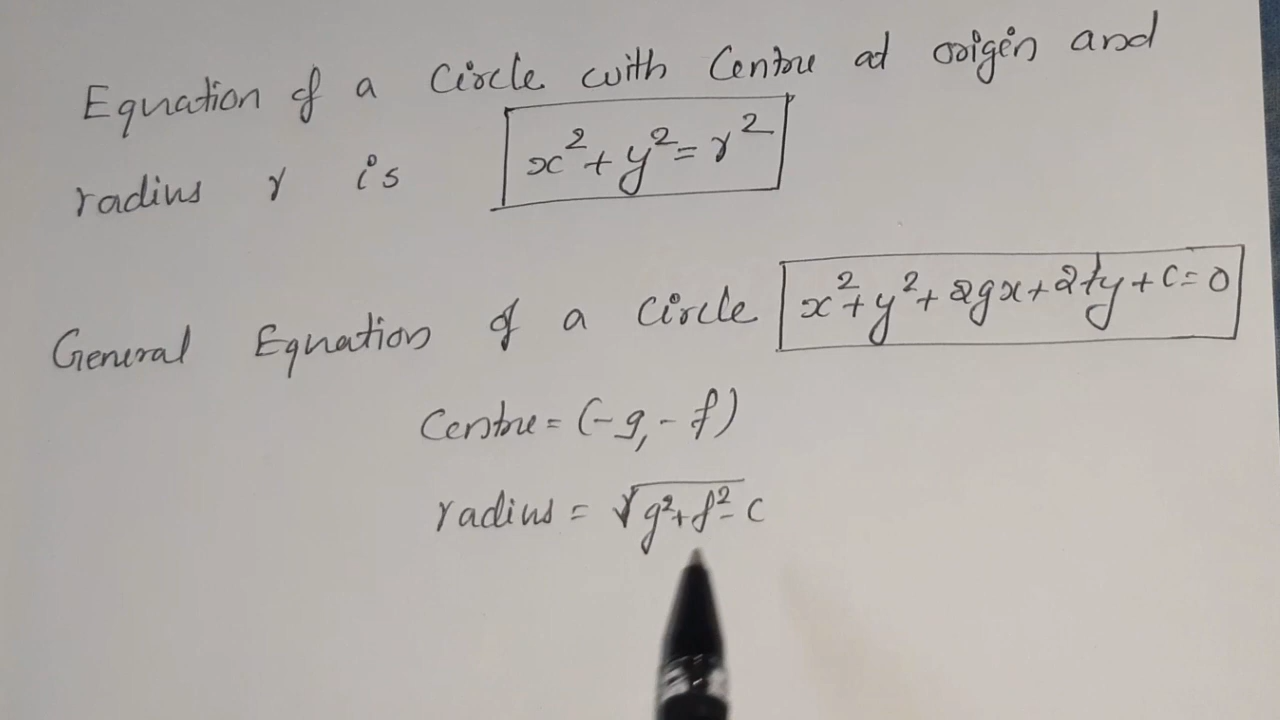 Equation of a Circle with Centre at origin and
radius r is x²+y²=r²
General Equation of a circle x²+y²+2gx+2fy+c=0
Centre=(-g,-f)
radius=√g²+f²-c